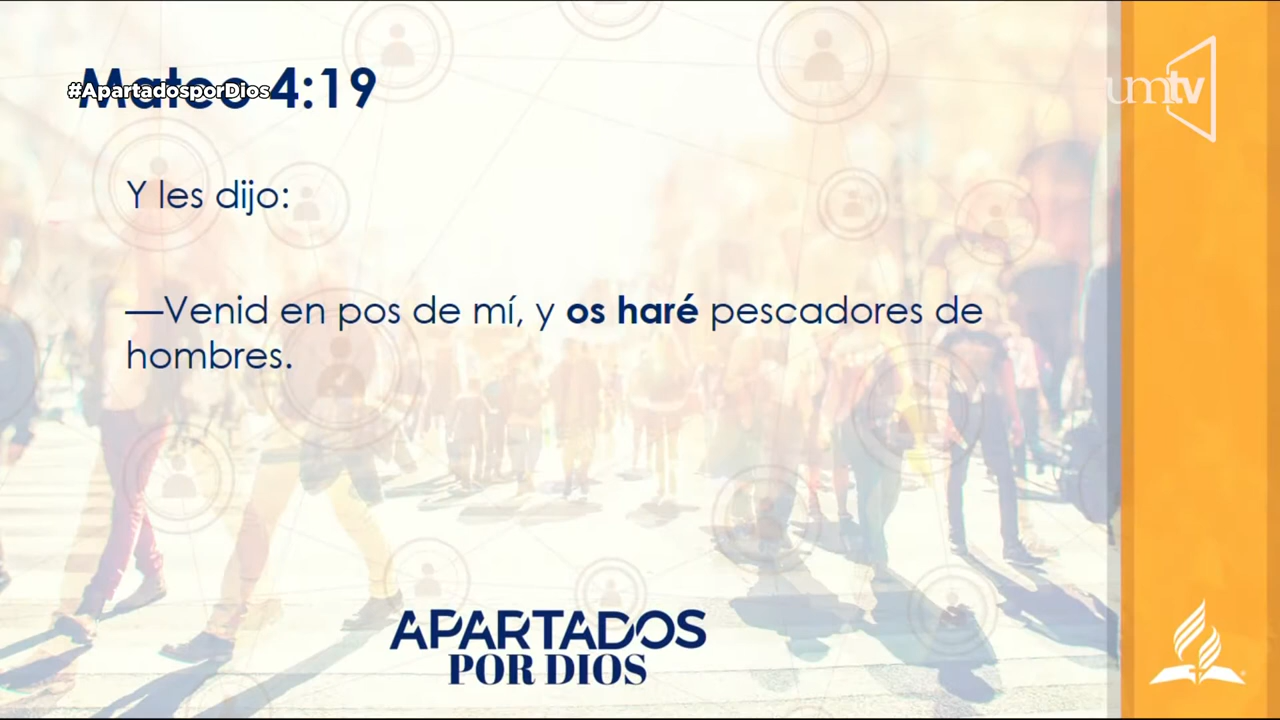 Mateo 4:19
#ApartadosporDios
umtv
Y les dijo:
—Venid en pos de mí, y os haré pescadores de
hombres.
APARTADOS
POR DIOS